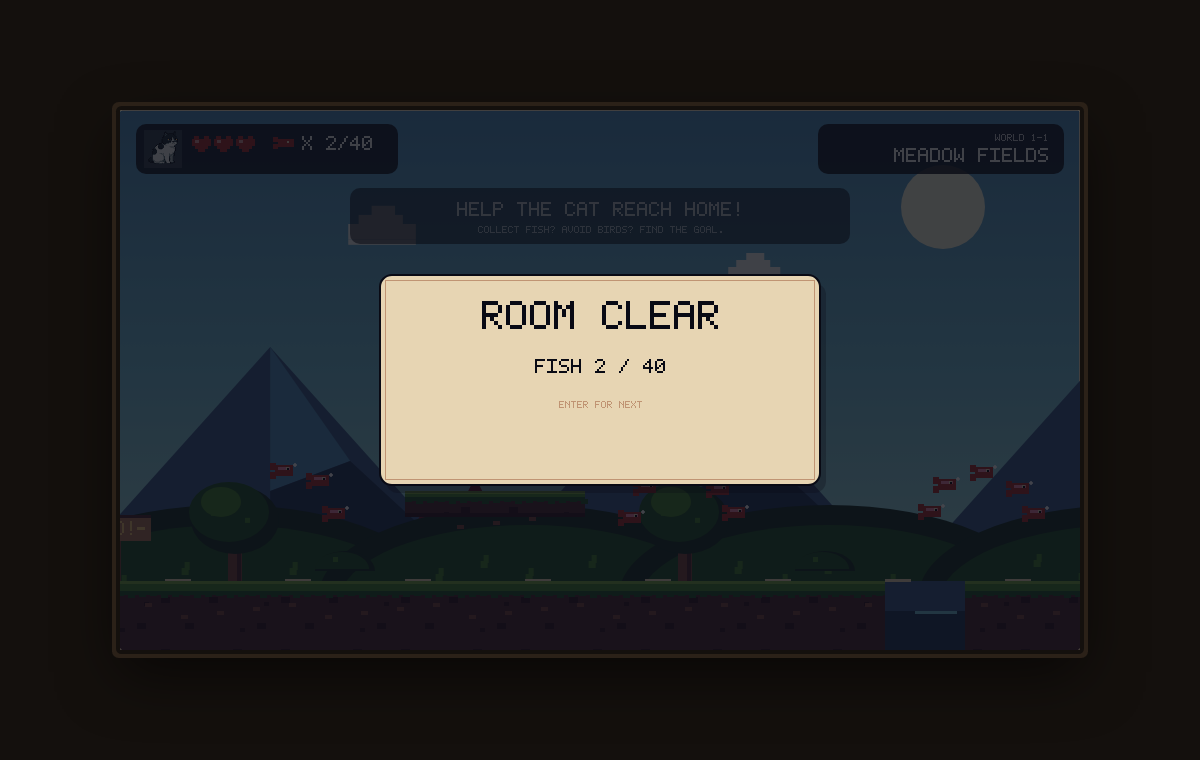 X 2/40
WORLD 1-1
MEADOW FIELDS
HELP THE CAT REACH HOME!
COLLECT FISH? AVOID BIRDS? FIND THE GOAL.
ROOM CLEAR
FISH 2 / 40
ENTER FOR NEXT